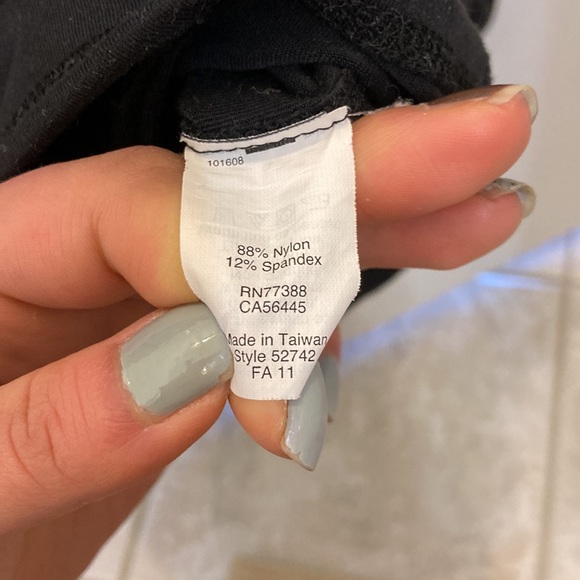 101608
88% Nylon
12% Spandex
RN77388
CA56445
Made in Taiwan
Style 52742
FA 11